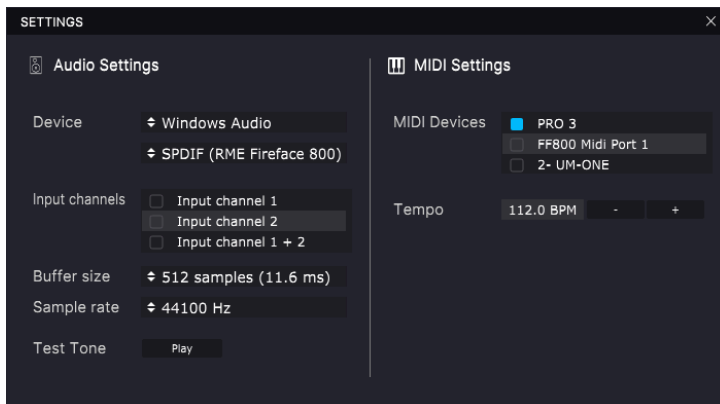 SETTINGS
Audio Settings
Device
Windows Audio
SPDIF (RME Fireface 800)
Input channels
Input channel 1
Input channel 2
Input channel 1 + 2
Buffer size
512 samples (11.6 ms)
Sample rate
44100 Hz
Test Tone
Play
MIDI Settings
MIDI Devices
PRO 3
FF800 Midi Port 1
2- UM-ONE
Tempo
112.0 BPM
-
+